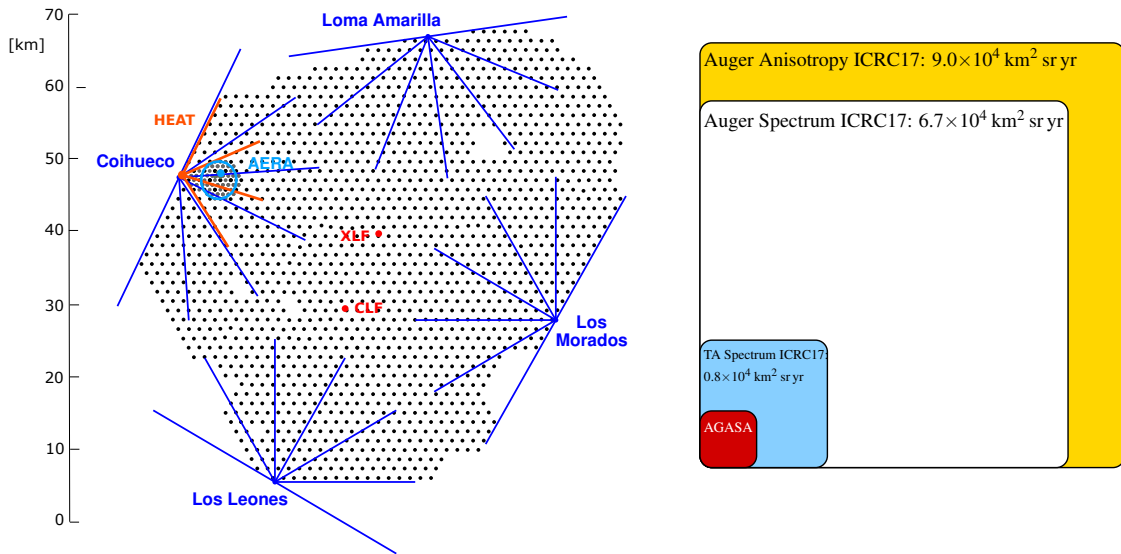 70
[km]
60
50
40
30
20
10
0
Loma Amarilla
HEAT
Coihueco
AERA
XLF
CLF
Los
Morados
Los Leones
Auger Anisotropy ICRC17: 9.0×10⁴ km² sr yr
Auger Spectrum ICRC17: 6.7×10⁴ km² sr yr
TA Spectrum ICRC17:
0.8×10⁴ km² sr yr
AGASA